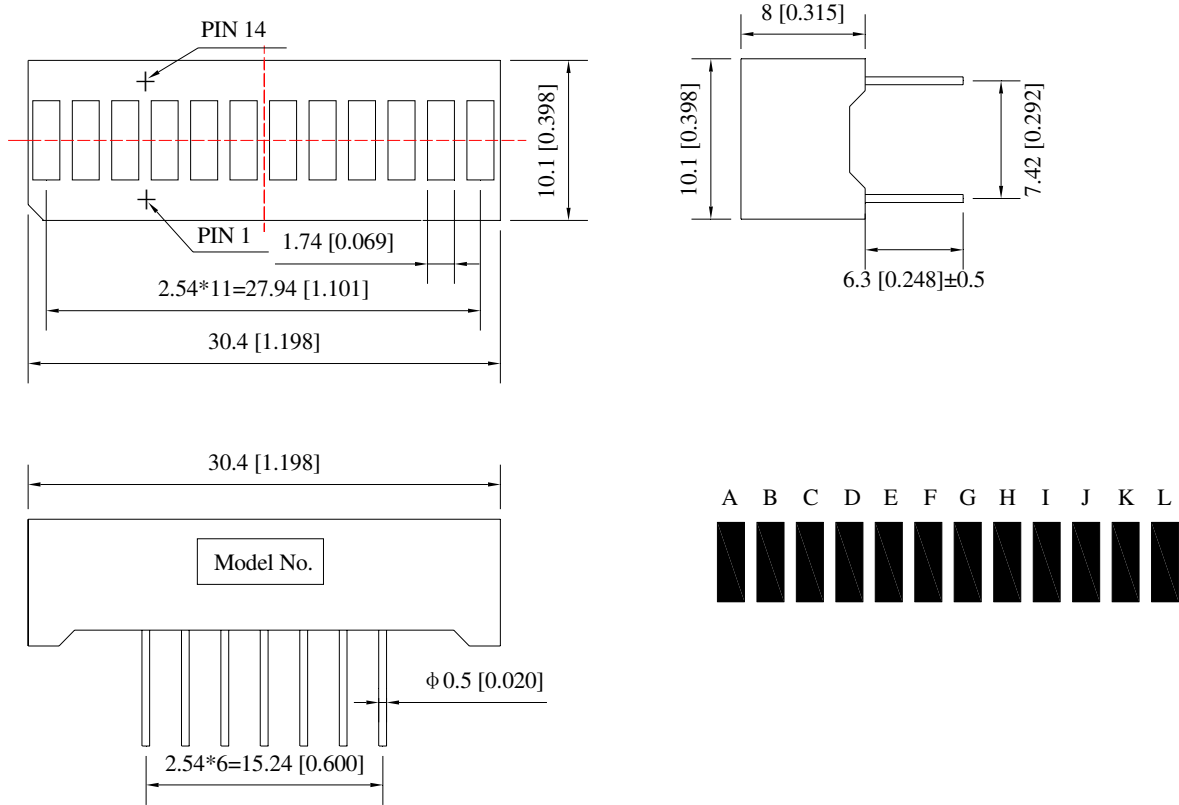 PIN 14
10.1 [0.398]
PIN 1
1.74 [0.069]
2.54*11=27.94 [1.101]
30.4 [1.198]
8 [0.315]
10.1 [0.398]
7.42 [0.292]
6.3 [0.248]±0.5
30.4 [1.198]
Model No.
ϕ0.5 [0.020]
2.54*6=15.24 [0.600]
A B C D E F G H I J K L